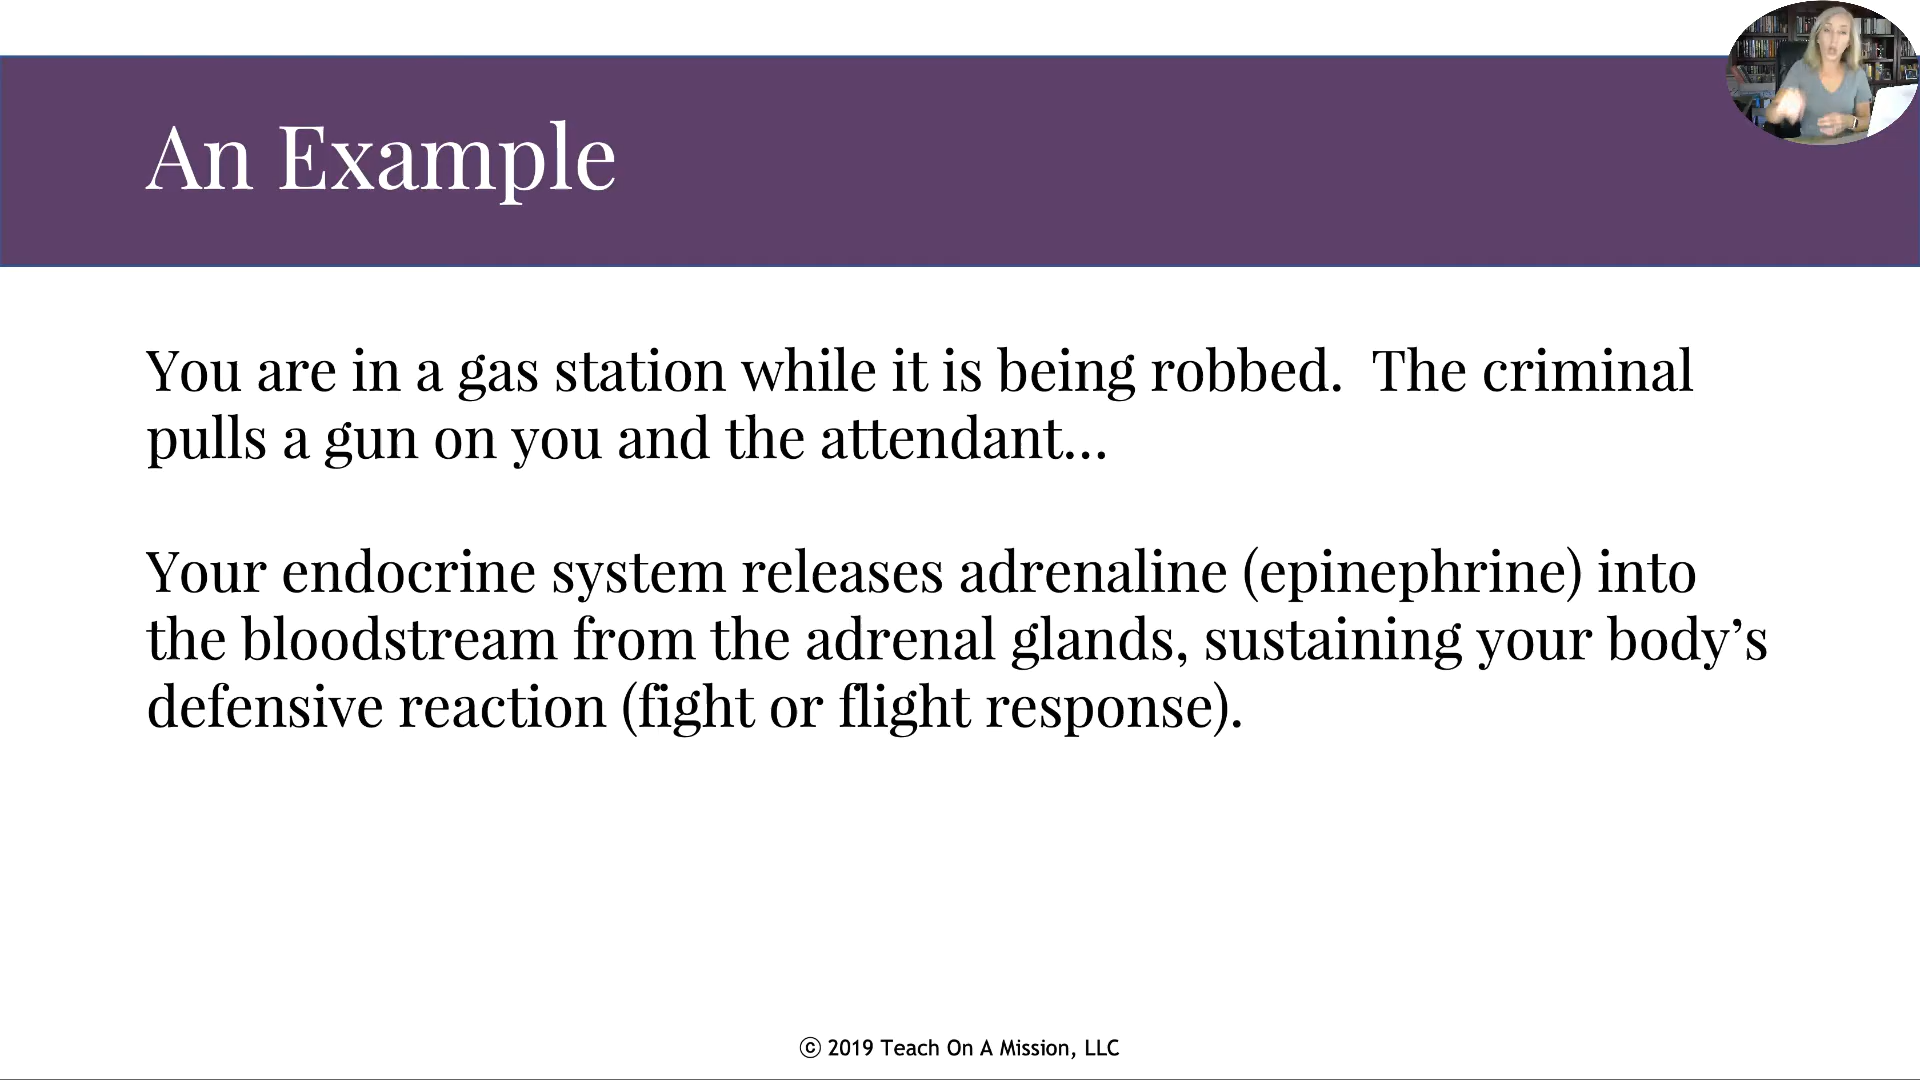 An Example
You are in a gas station while it is being robbed.  The criminal
pulls a gun on you and the attendant...
Your endocrine system releases adrenaline (epinephrine) into
the bloodstream from the adrenal glands, sustaining your body’s
defensive reaction (fight or flight response).
© 2019 Teach On A Mission, LLC